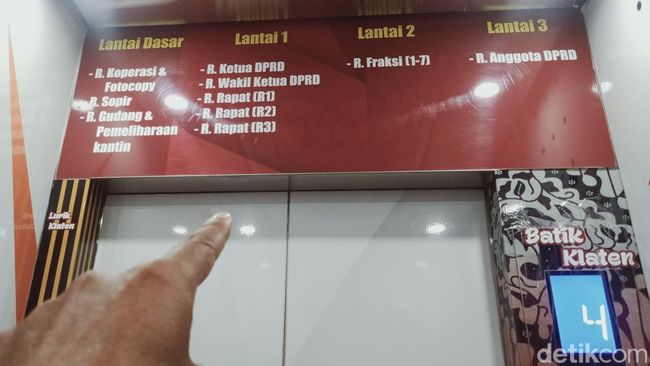 Lantai Dasar
- R. Koperasi &
Fotocopy
- R. Sopir
- R. Gudang &
Pemeliharaan
kantin
Lantai 1
- R. Ketua DPRD
- R. Wakil Ketua DPRD
- R. Rapat (R1)
- R. Rapat (R2)
- R. Rapat (R3)
Lantai 2
- R. Fraksi (1-7)
Lantai 3
- R. Anggota DPRD
Lurik
Klaten
Batik
Klaten
4
detikcom